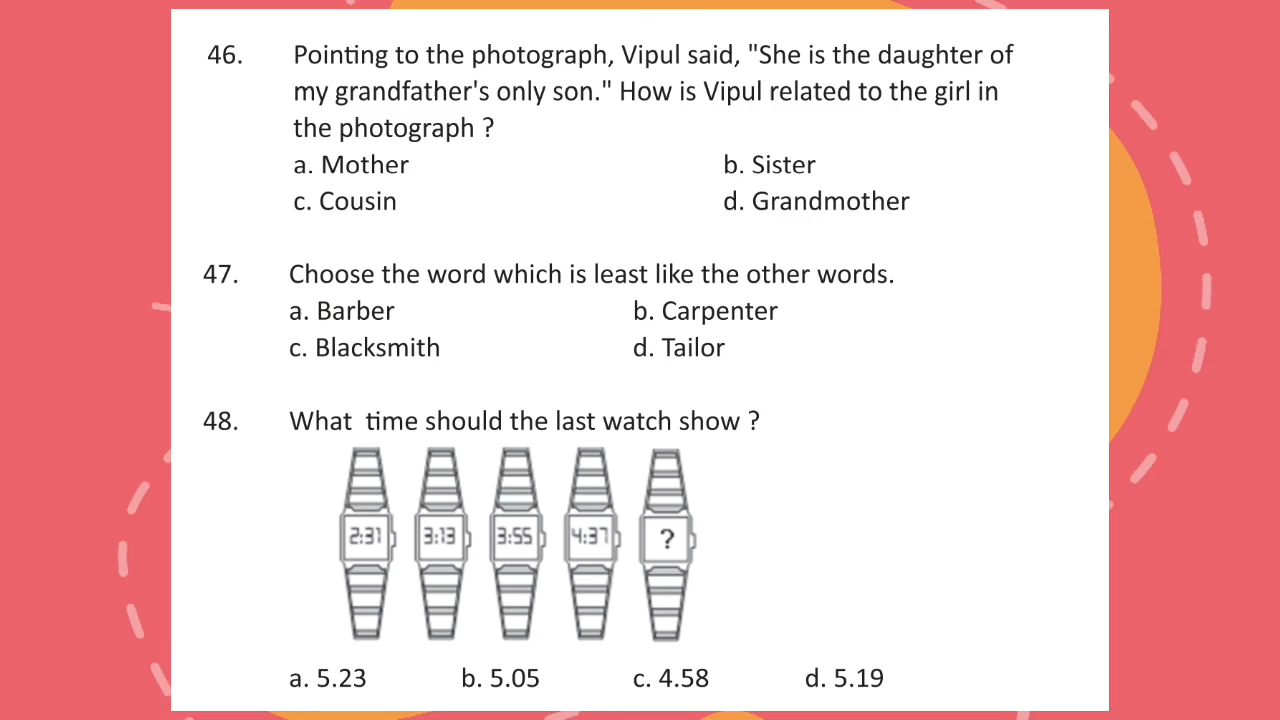 46. Pointing to the photograph, Vipul said, "She is the daughter of
my grandfather's only son." How is Vipul related to the girl in
the photograph ?
a. Mother b. Sister
c. Cousin d. Grandmother
47. Choose the word which is least like the other words.
a. Barber b. Carpenter
c. Blacksmith d. Tailor
48. What time should the last watch show ?
2:31 3:13 3:55 4:37 ?
a. 5.23 b. 5.05 c. 4.58 d. 5.19